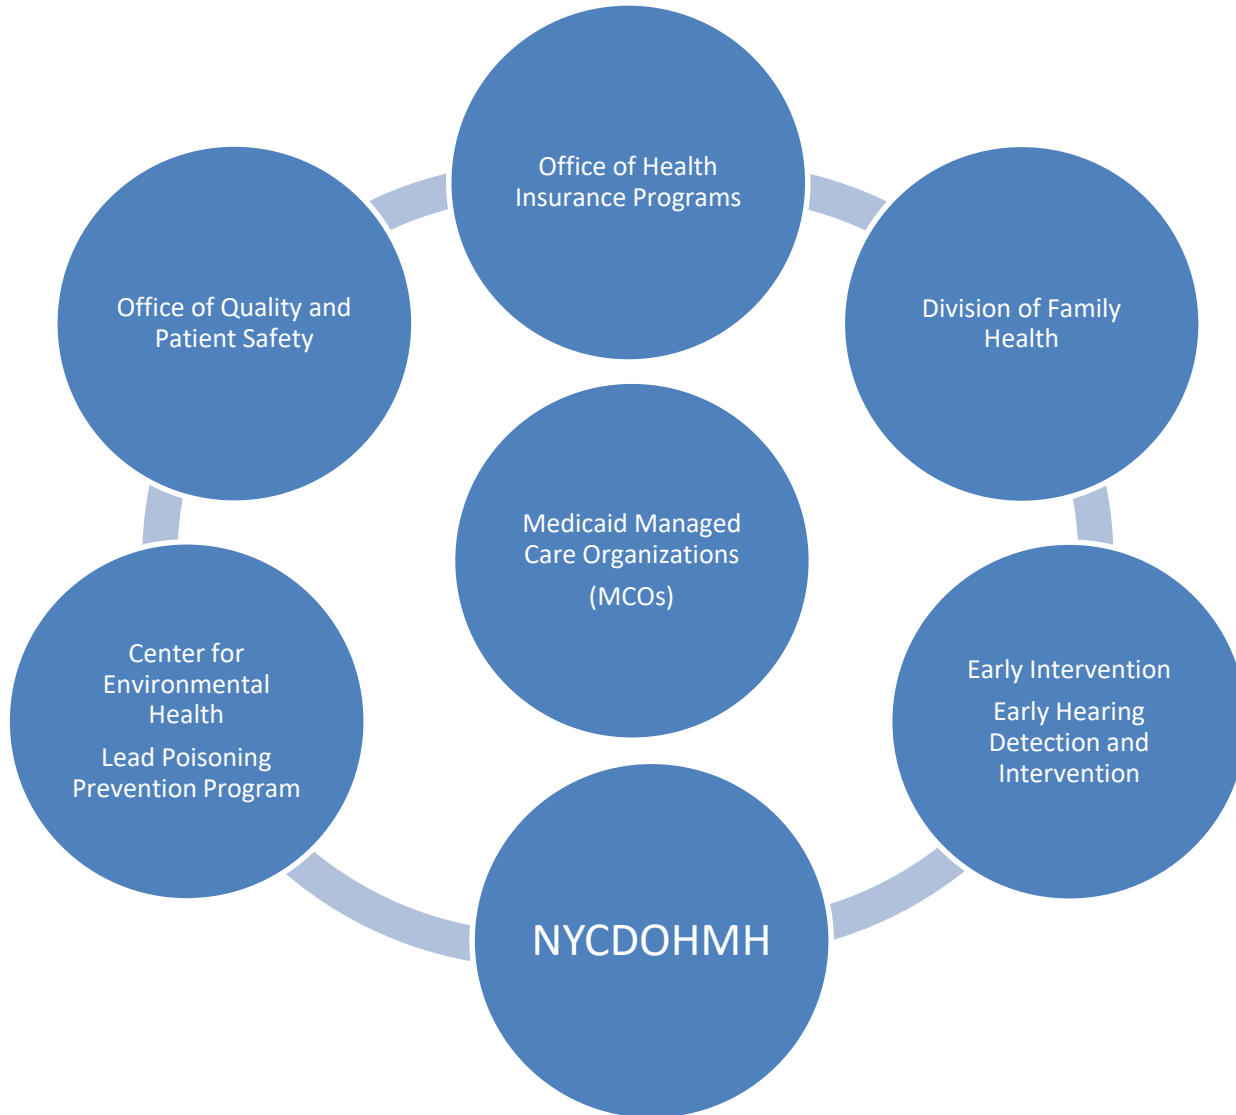 Office of Health
Insurance Programs
Office of Quality and
Patient Safety
Division of Family
Health
Medicaid Managed
Care Organizations
(MCOs)
Center for
Environmental
Health
Lead Poisoning
Prevention Program
Early Intervention
Early Hearing
Detection and
Intervention
NYCDOHMH